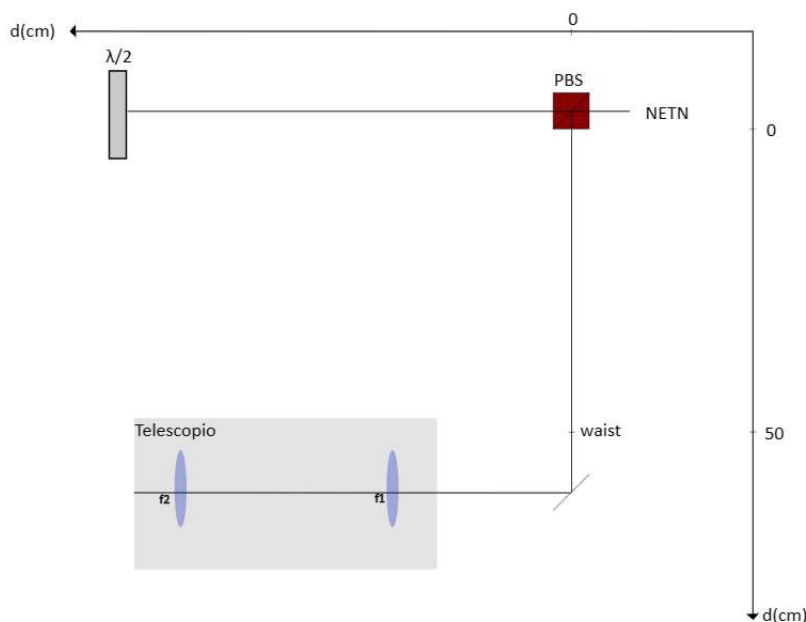 0
d(cm)
λ/2
PBS
NETN
0
Telescopio
waist
50
f2
f1
d(cm)